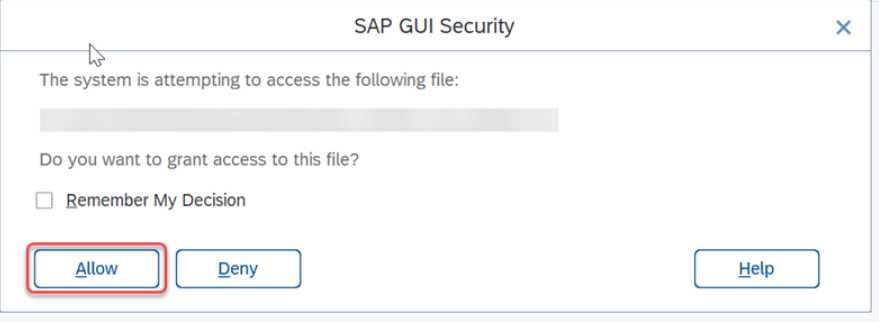 SAP GUI Security
The system is attempting to access the following file:
Do you want to grant access to this file?
Remember My Decision
Allow Deny Help